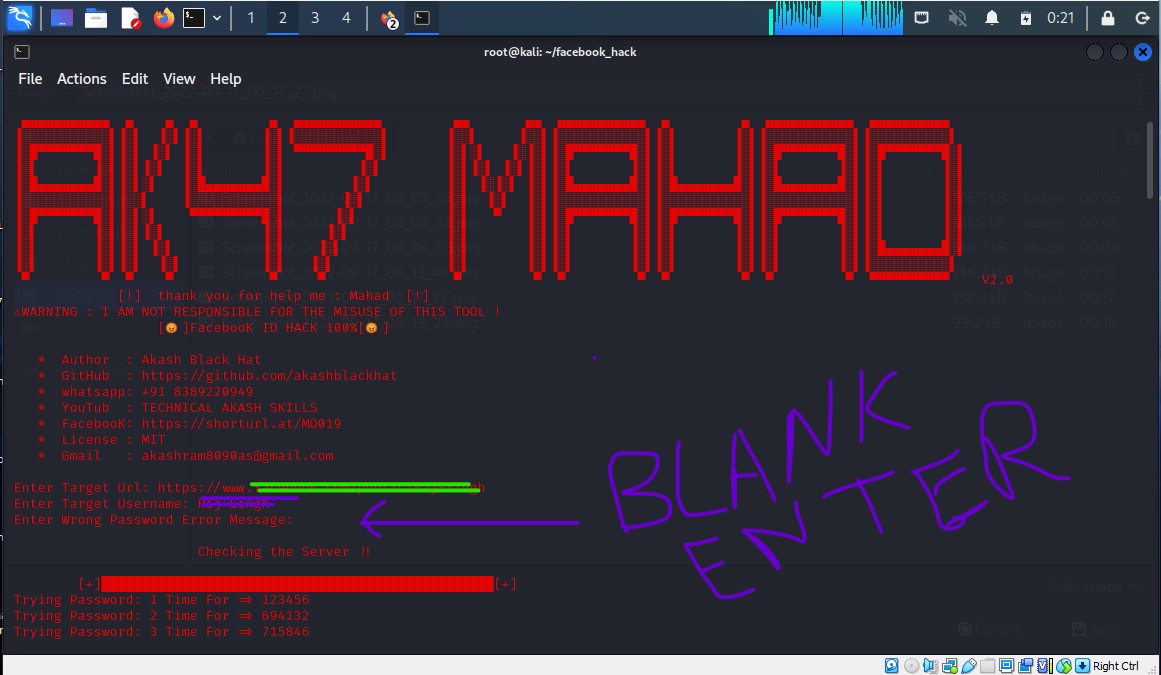 1 2 3 4 2 0:21
root@kali: ~/facebook_hack
File Actions Edit View Help
AK47 MAHAD
V2.0
[!] thank you for help me : Mahad [!]
⚠WARNING : I AM NOT RESPONSIBLE FOR THE MISUSE OF THIS TOOL !
[😡]FacebooK ID HACK 100%[😡]
* Author : Akash Black Hat
* GitHub : https://github.com/akashblackhat
* whatsapp: +91 8389220949
* YouTub : TECHNICAL AKASH SKILLS
* FacebooK: https://shorturl.at/MO019
* License : MIT
* Gmail : akashram8090as@gmail.com
Enter Target Url: https://www.
Enter Target Username:
Enter Wrong Password Error Message:
BLANK
ENTER
Checking the Server !!
[+] [+]
Trying Password: 1 Time For ⇒ 123456
Trying Password: 2 Time For ⇒ 694132
Trying Password: 3 Time For ⇒ 715846
Right Ctrl